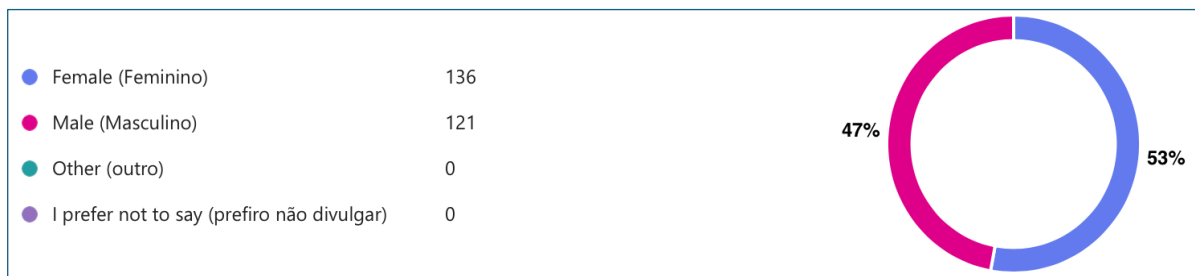 Female (Feminino) 136
Male (Masculino) 121
Other (outro) 0
I prefer not to say (prefiro não divulgar) 0
47%
53%